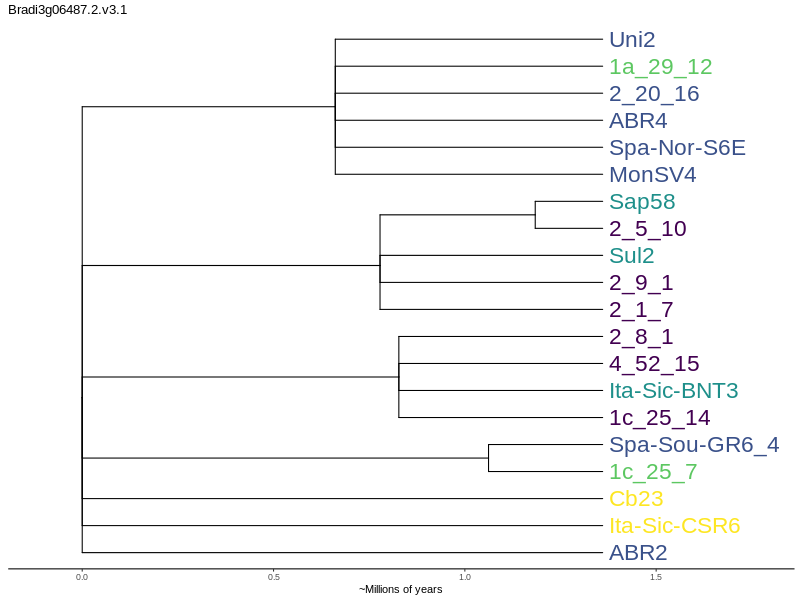 Bradi3g06487.2.v3.1
Uni2
1a_29_12
2_20_16
ABR4
Spa-Nor-S6E
MonSV4
Sap58
2_5_10
Sul2
2_9_1
2_1_7
2_8_1
4_52_15
Ita-Sic-BNT3
1c_25_14
Spa-Sou-GR6_4
1c_25_7
Cb23
Ita-Sic-CSR6
ABR2
0.0 0.5 1.0 1.5
~Millions of years